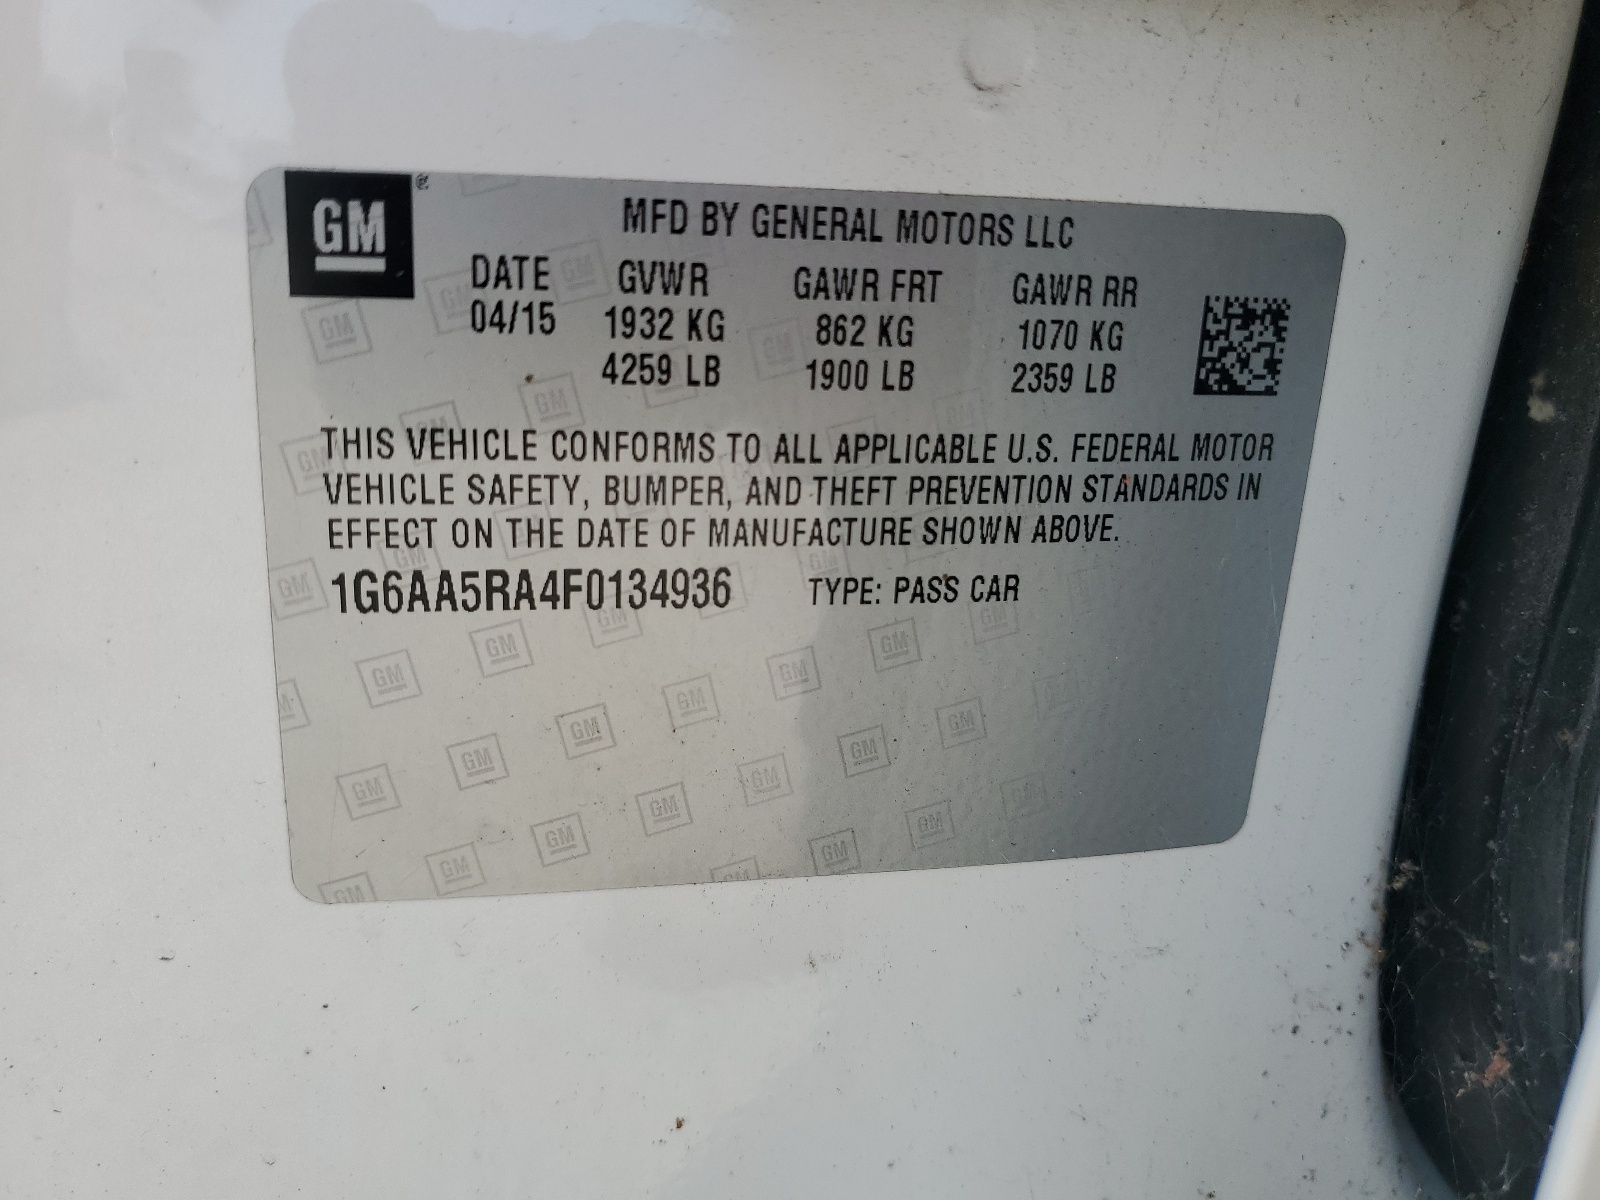 GM®
MFD BY GENERAL MOTORS LLC
DATE GVWR GAWR FRT GAWR RR
04/15 1932 KG 862 KG 1070 KG
4259 LB 1900 LB 2359 LB
THIS VEHICLE CONFORMS TO ALL APPLICABLE U.S. FEDERAL MOTOR
VEHICLE SAFETY, BUMPER, AND THEFT PREVENTION STANDARDS IN
EFFECT ON THE DATE OF MANUFACTURE SHOWN ABOVE.
1G6AA5RA4F0134936 TYPE: PASS CAR